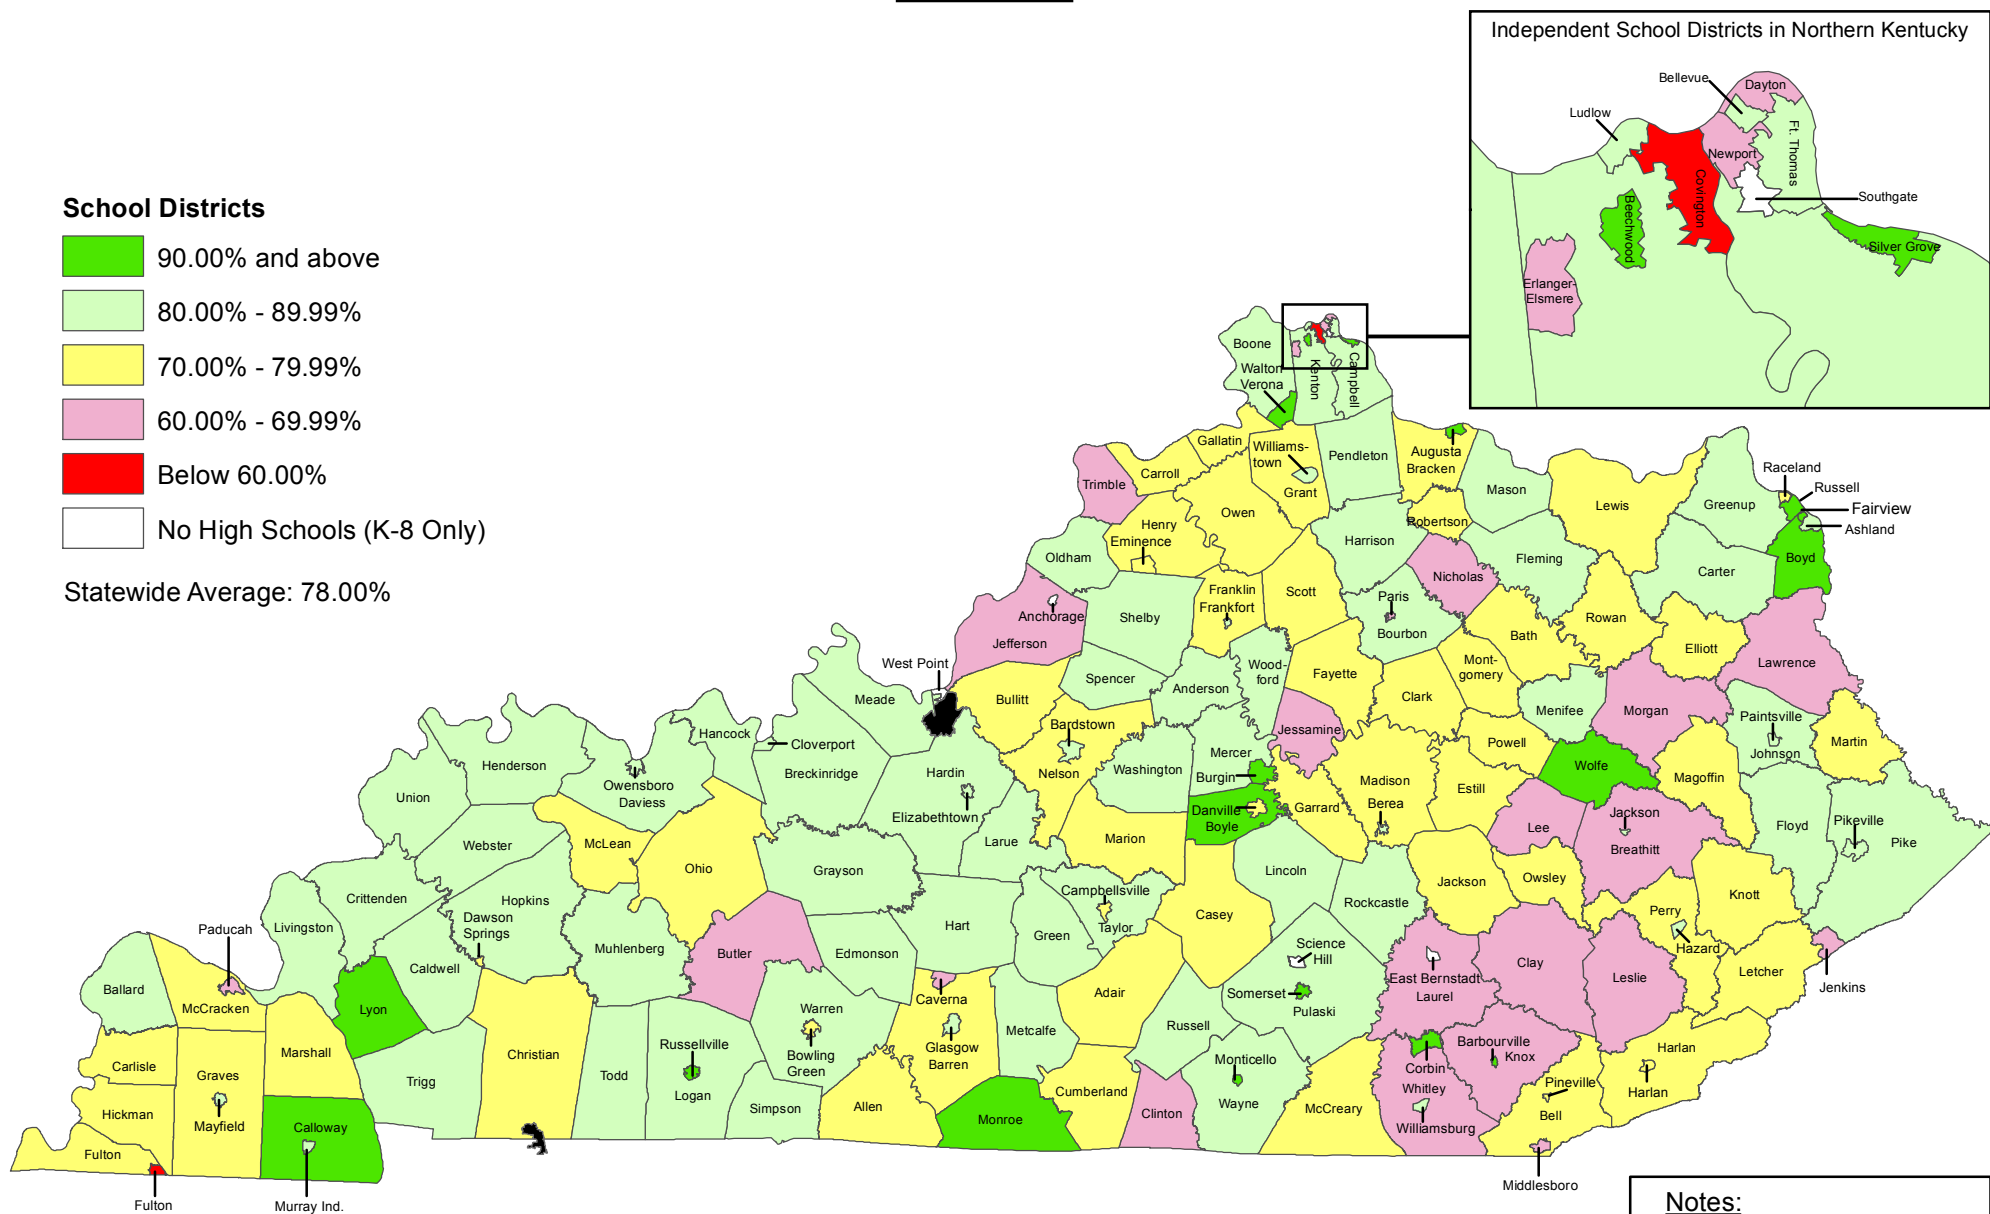 Independent School Districts in Northern Kentucky
Bellevue
Dayton
Ludlow
Ft. Thomas
Newport
Covington
Southgate
Beechwood
Silver Grove
Erlanger-
Elsmere
School Districts
90.00% and above
80.00% - 89.99%
70.00% - 79.99%
60.00% - 69.99%
Below 60.00%
No High Schools (K-8 Only)
Statewide Average: 78.00%
Boone
Walton
Verona
Kenton
Campbell
Gallatin
Williams-
town
Grant
Pendleton
Augusta
Bracken
Carroll
Trimble
Owen
Henry
Eminence
Robertson
Mason
Lewis
Greenup
Raceland
Russell
Fairview
Ashland
Boyd
Carter
Oldham
Harrison
Nicholas
Fleming
Franklin
Frankfort
Scott
Paris
Bourbon
Rowan
Bath
Elliott
Lawrence
Anchorage
Jefferson
Shelby
Wood-
ford
Fayette
Mont-
gomery
Clark
Menifee
Morgan
Paintsville
Johnson
Martin
West Point
Meade
Bullitt
Spencer
Anderson
Jessamine
Powell
Wolfe
Magoffin
Bardstown
Nelson
Washington
Mercer
Burgin
Madison
Berea
Estill
Garrard
Danville
Boyle
Hancock
Cloverport
Breckinridge
Hardin
Elizabethtown
Larue
Marion
Lee
Jackson
Breathitt
Floyd
Pikeville
Pike
Henderson
Union
Owensboro
Daviess
McLean
Webster
Ohio
Grayson
Lincoln
Rockcastle
Jackson
Owsley
Perry
Hazard
Knott
Letcher
Jenkins
Crittenden
Livingston
Hopkins
Dawson
Springs
Muhlenberg
Butler
Edmonson
Hart
Green
Campbellsville
Taylor
Casey
Science
Hill
Somerset
Pulaski
East Bernstadt
Laurel
Clay
Leslie
Paducah
Ballard
McCracken
Caldwell
Lyon
Caverna
Warren
Bowling
Green
Glasgow
Barren
Metcalfe
Adair
Russell
Monticello
Wayne
Corbin
Whitley
Williamsburg
Barbourville
Knox
Pineville
Bell
Harlan
Harlan
Middlesboro
Carlisle
Graves
Mayfield
Marshall
Hickman
Fulton
Fulton
Calloway
Murray Ind.
Trigg
Christian
Todd
Russellville
Logan
Simpson
Allen
Monroe
Cumberland
Clinton
McCreary
Notes: